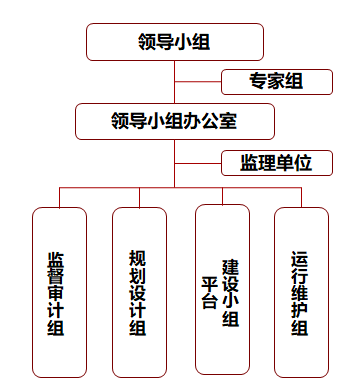 领导小组
专家组
领导小组办公室
监理单位
监督审计组
规划设计组
建设小组
平台
运行维护组